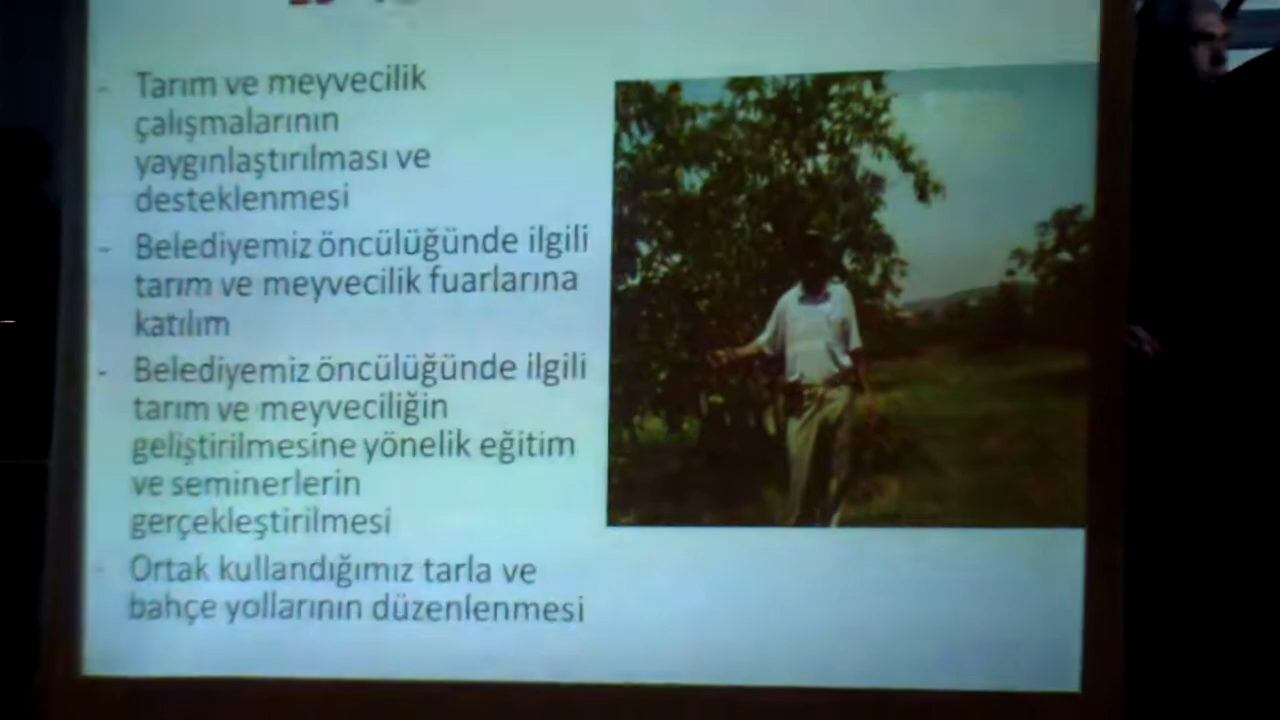 - Tarım ve meyvecilik
çalışmalarının
yaygınlaştırılması ve
desteklenmesi
- Belediyemiz öncülüğünde ilgili
tarım ve meyvecilik fuarlarına
katılım
- Belediyemiz öncülüğünde ilgili
tarım ve meyveciliğin
geliştirilmesine yönelik eğitim
ve seminerlerin
gerçekleştirilmesi
- Ortak kullandığımız tarla ve
bahçe yollarının düzenlenmesi